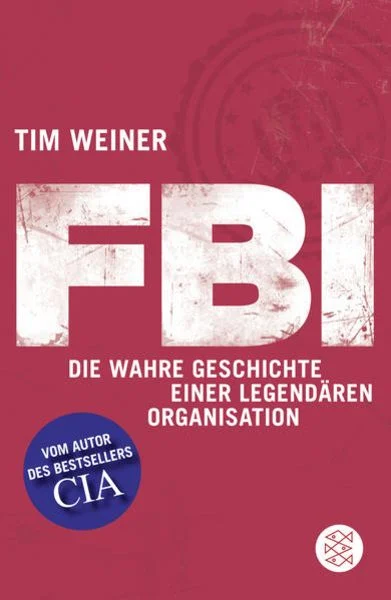 TIM WEINER
FBI
DIE WAHRE GESCHICHTE
EINER LEGENDÄREN
ORGANISATION
VOM AUTOR
DES BESTSELLERS
CIA